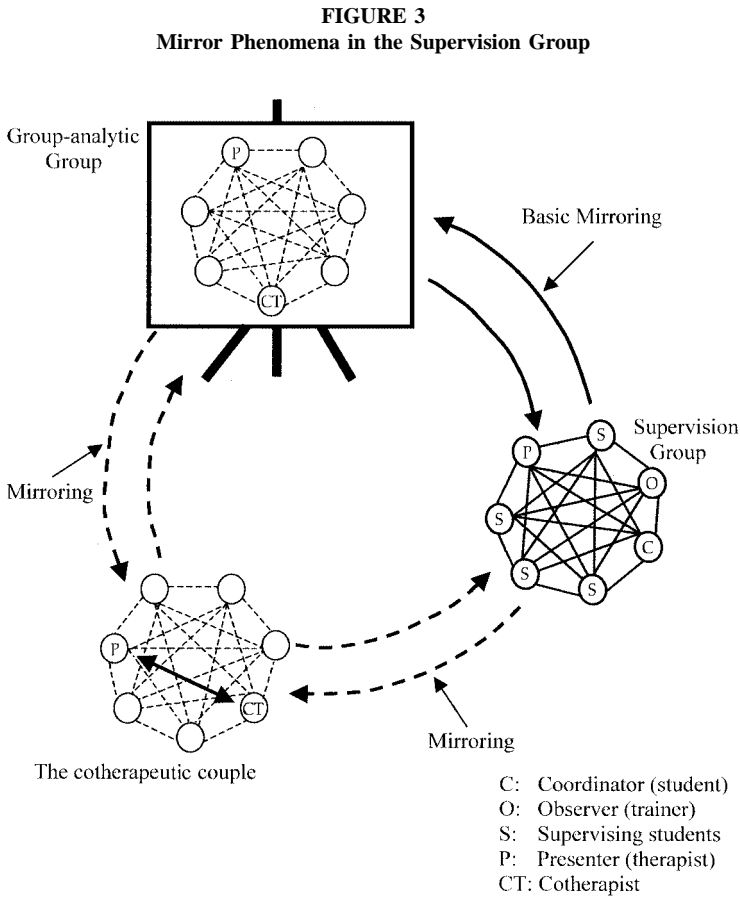 FIGURE 3
Mirror Phenomena in the Supervision Group
Group-analytic
Group
P
CT
Basic Mirroring
Supervision
Group
S
P
O
S
C
S
S
Mirroring
P
CT
Mirroring
The cotherapeutic couple
C: Coordinator (student)
O: Observer (trainer)
S: Supervising students
P: Presenter (therapist)
CT: Cotherapist